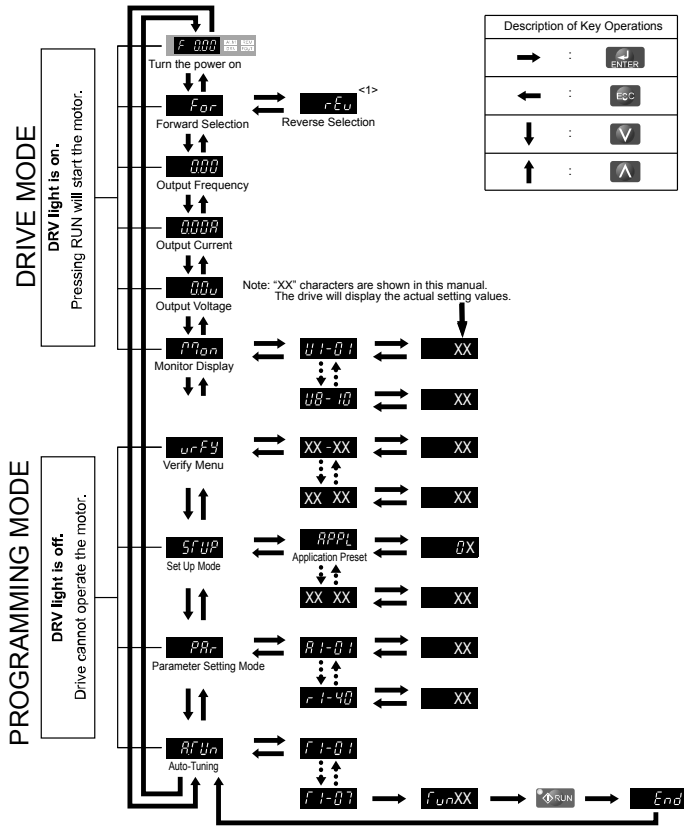 Description of Key Operations
→ : ENTER
← : ESC
↓ : ∨
↑ : ∧
DRIVE MODE
DRV light is on.
Pressing RUN will start the motor.
F 0.00
Turn the power on
For
Forward Selection
rEv
<1>
Reverse Selection
0.00
Output Frequency
0.00A
Output Current
0.0v
Output Voltage
Note: “XX” characters are shown in this manual.
The drive will display the actual setting values.
Mon
Monitor Display
U1-01
XX
U8-10
XX
PROGRAMMING MODE
DRV light is off.
Drive cannot operate the motor.
vrFY
Verify Menu
XX -XX
XX
XX XX
XX
STUP
Set Up Mode
APPL
Application Preset
0X
XX XX
XX
PAr
Parameter Setting Mode
A1-01
XX
r1-40
XX
A.TUn
Auto-Tuning
T1-01
T1-07
TunXX
RUN
End